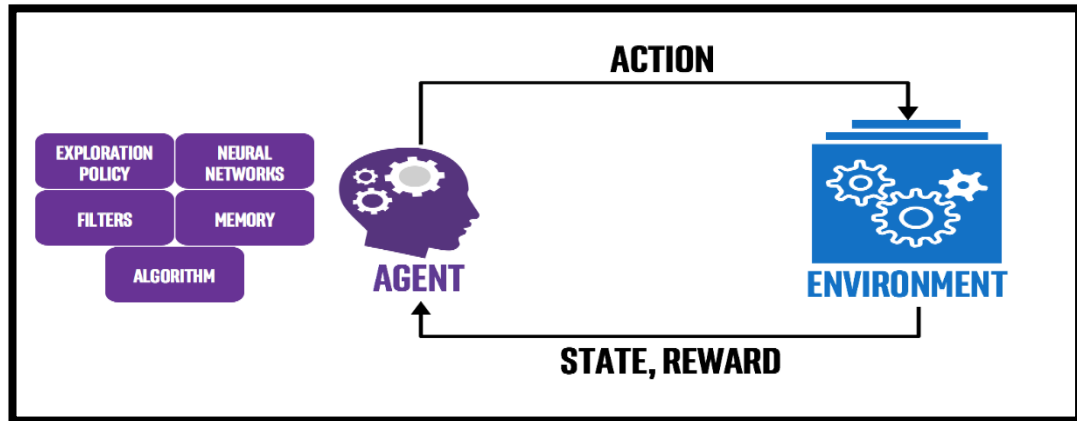 ACTION
EXPLORATION
POLICY
NEURAL
NETWORKS
FILTERS
MEMORY
ALGORITHM
AGENT
ENVIRONMENT
STATE, REWARD